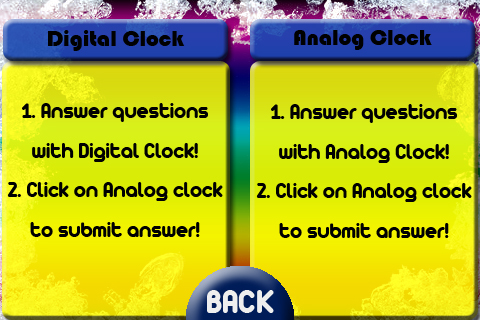 Digital Clock
1. Answer questions
with Digital Clock!
2. Click on Analog clock
to submit answer!
Analog Clock
1. Answer questions
with Analog Clock!
2. Click on Analog clock
to submit answer!
BACK